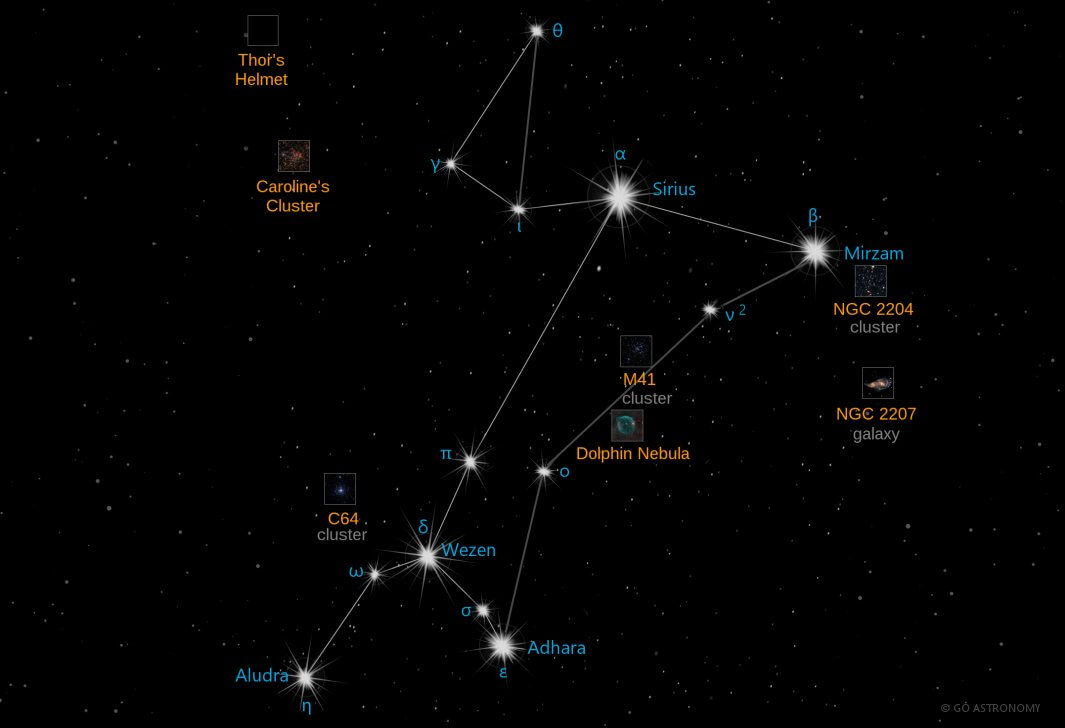 θ
Thor's
Helmet
γ
α
Caroline's
Cluster
Sirius
ι
β
Mirzam
NGC 2204
cluster
ν 2
M41
cluster
NGC 2207
galaxy
Dolphin Nebula
π
ο
C64
cluster
δ
Wezen
ω
σ
Adhara
ε
Aludra
η
© GO ASTRONOMY